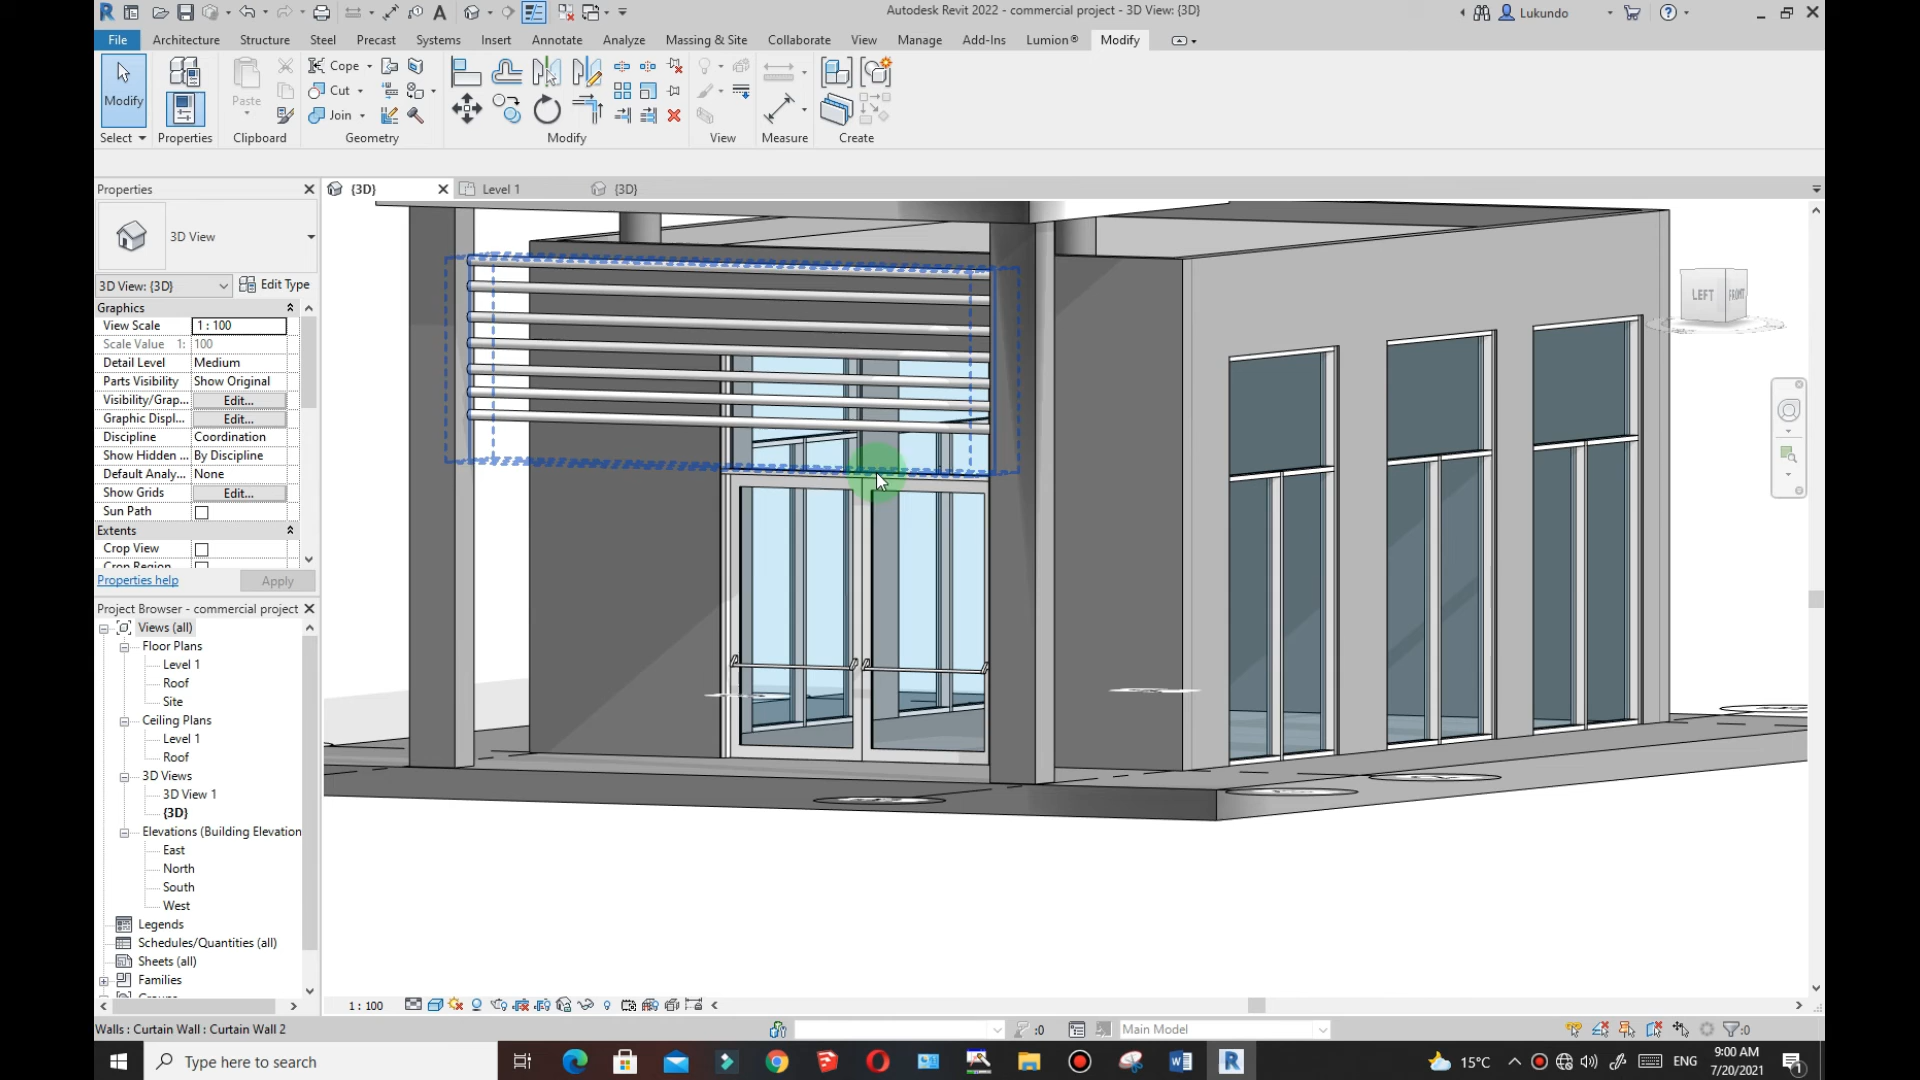 Autodesk Revit 2022 - commercial project - 3D View: {3D}
Lukundo
File Architecture Structure Steel Precast Systems Insert Annotate Analyze Massing & Site Collaborate View Manage Add-Ins Lumion® Modify
Modify
Paste
Cope
Cut
Join
Select Properties Clipboard Geometry Modify View Measure Create
Properties
{3D} Level 1 {3D}
3D View
3D View: {3D} Edit Type
Graphics
View Scale 1 : 100
Scale Value 1: 100
Detail Level Medium
Parts Visibility Show Original
Visibility/Grap... Edit...
Graphic Displ... Edit...
Discipline Coordination
Show Hidden ... By Discipline
Default Analy... None
Show Grids Edit...
Sun Path
Extents
Crop View
Crop Region
Properties help Apply
LEFT FRONT
Project Browser - commercial project
Views (all)
Floor Plans
Level 1
Roof
Site
Ceiling Plans
Level 1
Roof
3D Views
3D View 1
{3D}
Elevations (Building Elevation
East
North
South
West
Legends
Schedules/Quantities (all)
Sheets (all)
Families
1 : 100
Walls : Curtain Wall : Curtain Wall 2
:0
Main Model
:0
Type here to search
15°C
ENG
9:00 AM
7/20/2021
1